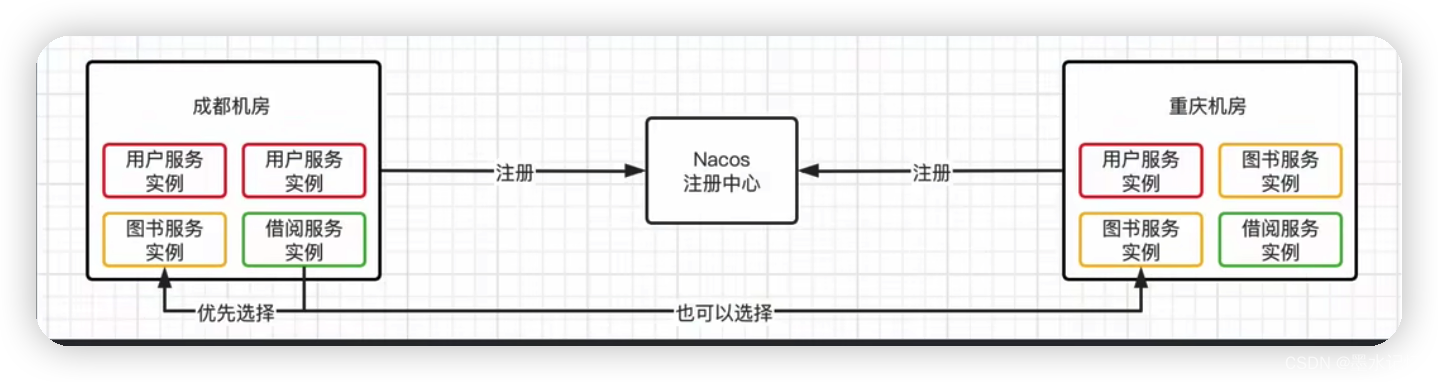 成都机房
用户服务
实例
用户服务
实例
图书服务
实例
借阅服务
实例
注册
Nacos
注册中心
注册
重庆机房
用户服务
实例
图书服务
实例
图书服务
实例
借阅服务
实例
优先选择
也可以选择
CSDN